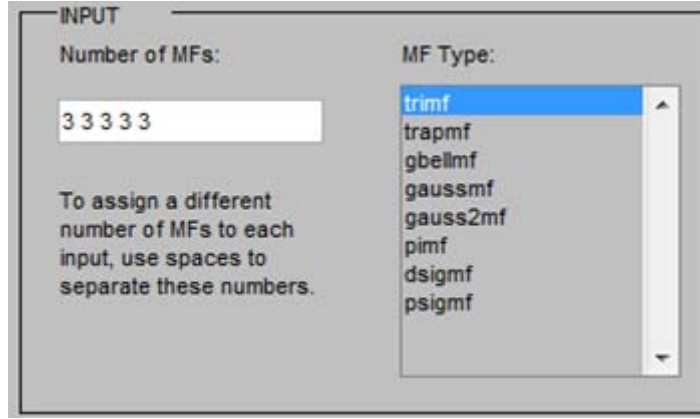 INPUT
Number of MFs:
3 3 3 3 3
To assign a different
number of MFs to each
input, use spaces to
separate these numbers.
MF Type:
trimf
trapmf
gbellmf
gaussmf
gauss2mf
pimf
dsigmf
psigmf